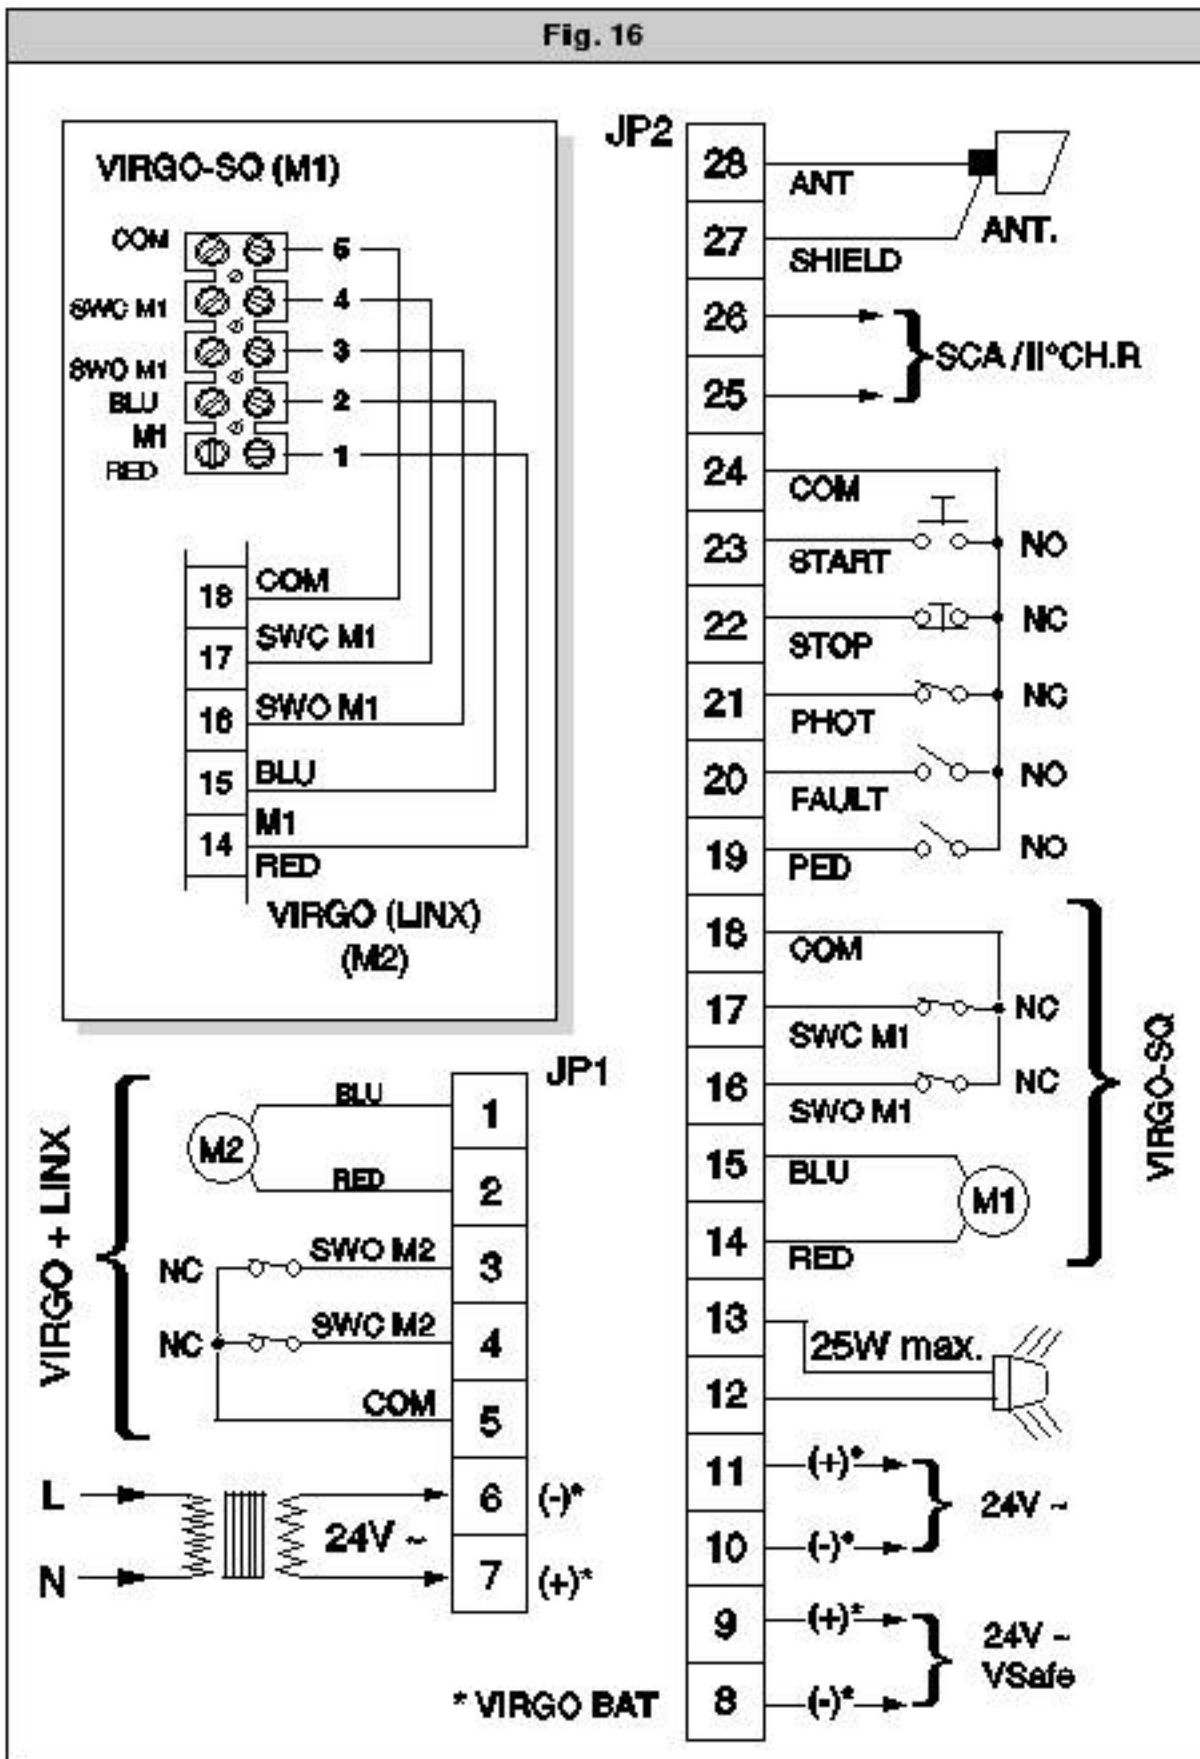 Fig. 16
VIRGO-SQ (M1)
COM
5
SWC M1
4
SWO M1
3
BLU
2
M1
RED
1
18 COM
17 SWC M1
16 SWO M1
15 BLU
14 M1
RED
VIRGO (LINX)
(M2)
JP1
VIRGO + LINX
M2
BLU 1
RED 2
NC SWO M2 3
NC SWC M2 4
COM 5
L 24V ~ 6 (-)*
N 7 (+)*
* VIRGO BAT
JP2
28 ANT
ANT.
27 SHIELD
26
SCA /II°CH.R
25
24 COM
23 START NO
22 STOP NC
21 PHOT NC
20 FAULT NO
19 PED NO
18 COM
17 SWC M1 NC
16 SWO M1 NC
15 BLU
M1
14 RED
VIRGO-SQ
13
25W max.
12
11 (+)*
24V ~
10 (-)*
9 (+)*
24V ~
VSafe
8 (-)*